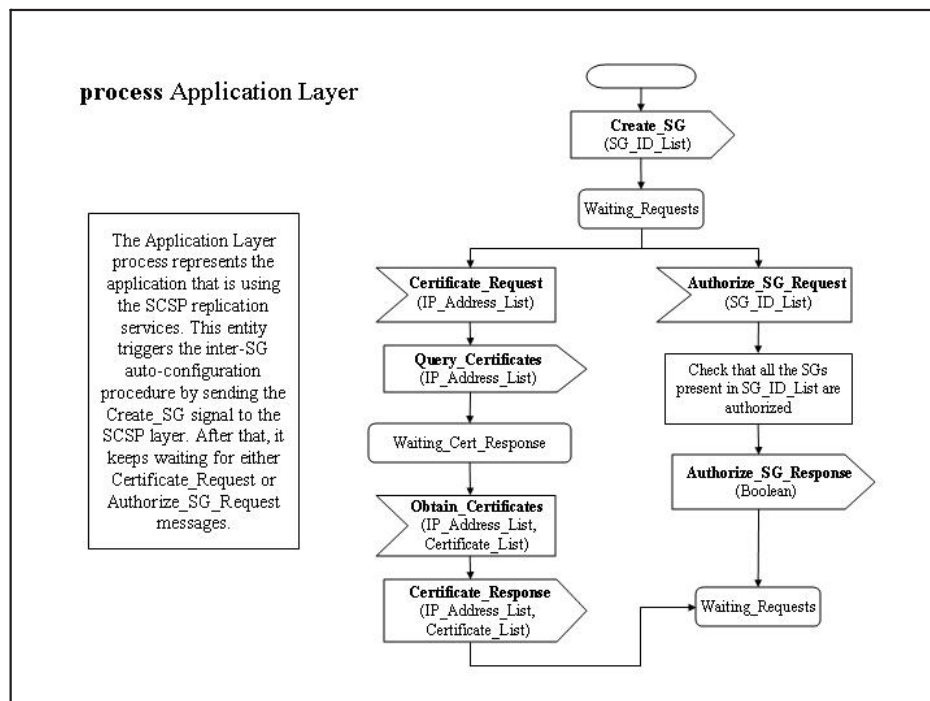 process Application Layer
The Application Layer
process represents the
application that is using
the SCSP replication
services. This entity
triggers the inter-SG
auto-configuration
procedure by sending the
Create_SG signal to the
SCSP layer. After that, it
keeps waiting for either
Certificate_Request or
Authorize_SG_Request
messages.
Create_SG
(SG_ID_List)
Waiting_Requests
Certificate_Request
(IP_Address_List)
Query_Certificates
(IP_Address_List)
Waiting_Cert_Response
Obtain_Certificates
(IP_Address_List,
Certificate_List)
Certificate_Response
(IP_Address_List,
Certificate_List)
Authorize_SG_Request
(SG_ID_List)
Check that all the SGs
present in SG_ID_List are
authorized
Authorize_SG_Response
(Boolean)
Waiting_Requests